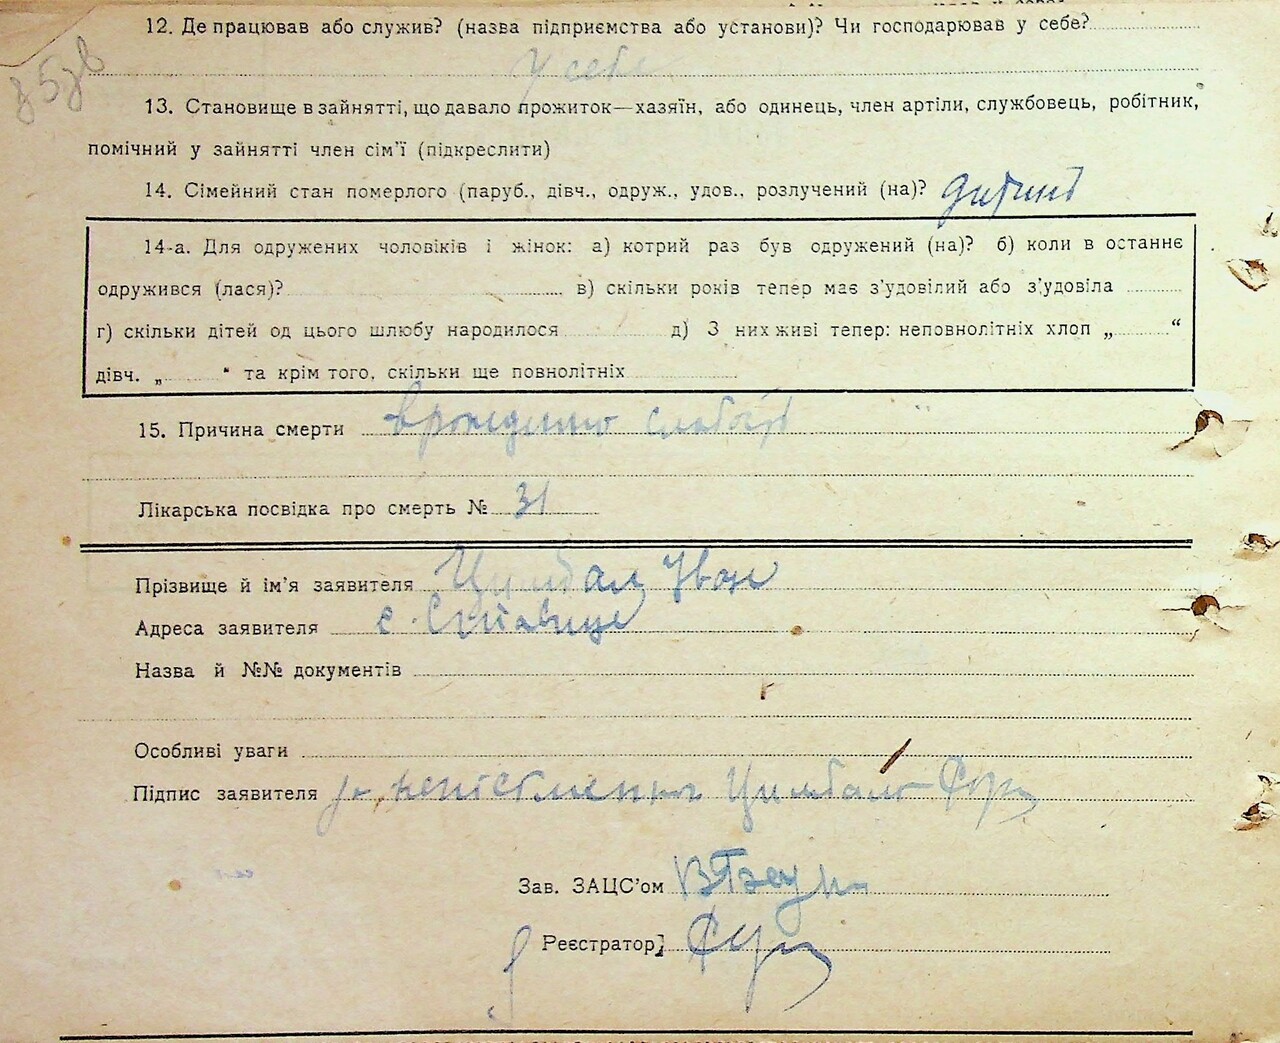 12. Де працював або служив? (назва підприємства або установи)? Чи господарював у себе?
У себе
13. Становище в зайнятті, що давало прожиток—хазяїн, або одинець, член артіли, службовець, робітник,
помічний у зайнятті член сім'ї (підкреслити)
14. Сімейний стан померлого (паруб., дівч., одруж., удов., розлучений (на)? дитина
14-а. Для одружених чоловіків і жінок: а) котрий раз був одружений (на)? б) коли в останнє
одружився (лася)? в) скільки років тепер має з'удовілий або з'удовіла
г) скільки дітей од цього шлюбу народилося д) З них живі тепер: неповнолітніх хлоп „ “
дівч. „ “ та крім того, скільки ще повнолітніх
15. Причина смерти слабість
Лікарська посвідка про смерть № 31
Прізвище й ім'я заявителя Цимбал Іван
Адреса заявителя с. Ставище
Назва й №№ документів
Особливі уваги
Підпис заявителя Цимбала
Зав. ЗАЦС'ом
Реєстратор